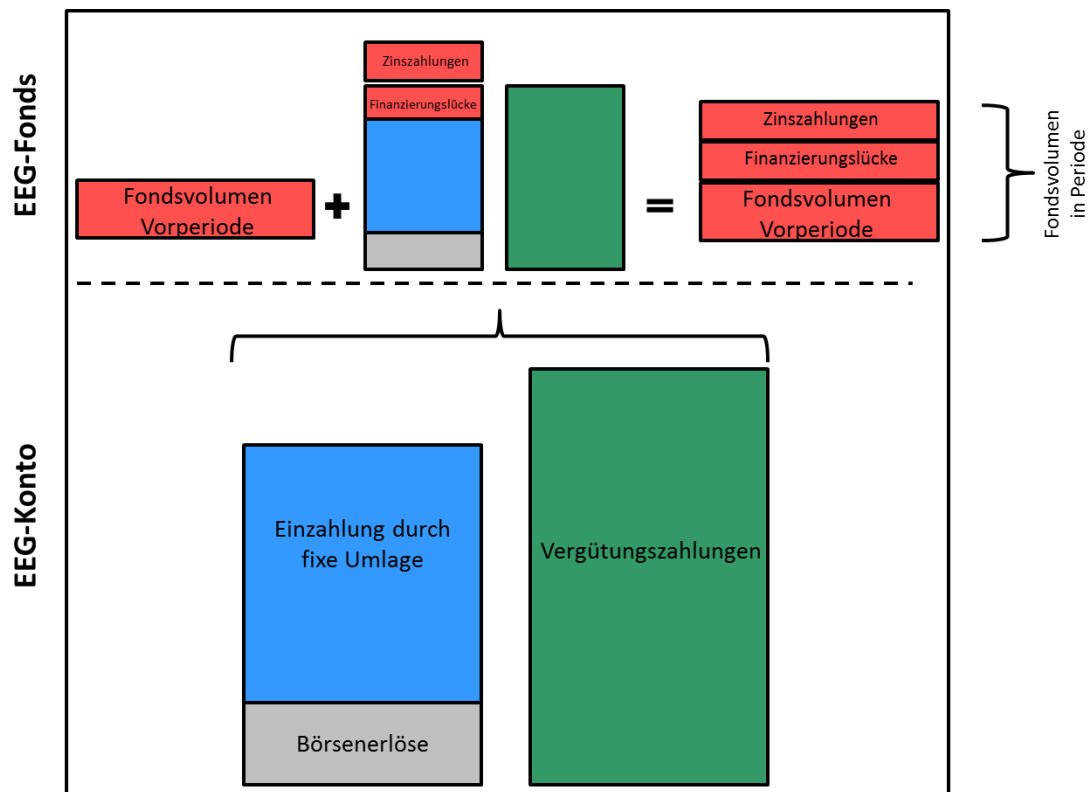 EEG-Fonds
Zinszahlungen
Finanzierungslücke
Fondsvolumen
Vorperiode
+
=
Zinszahlungen
Finanzierungslücke
Fondsvolumen
Vorperiode
Fondsvolumen
in Periode
EEG-Konto
Einzahlung durch
fixe Umlage
Börsenerlöse
Vergütungszahlungen